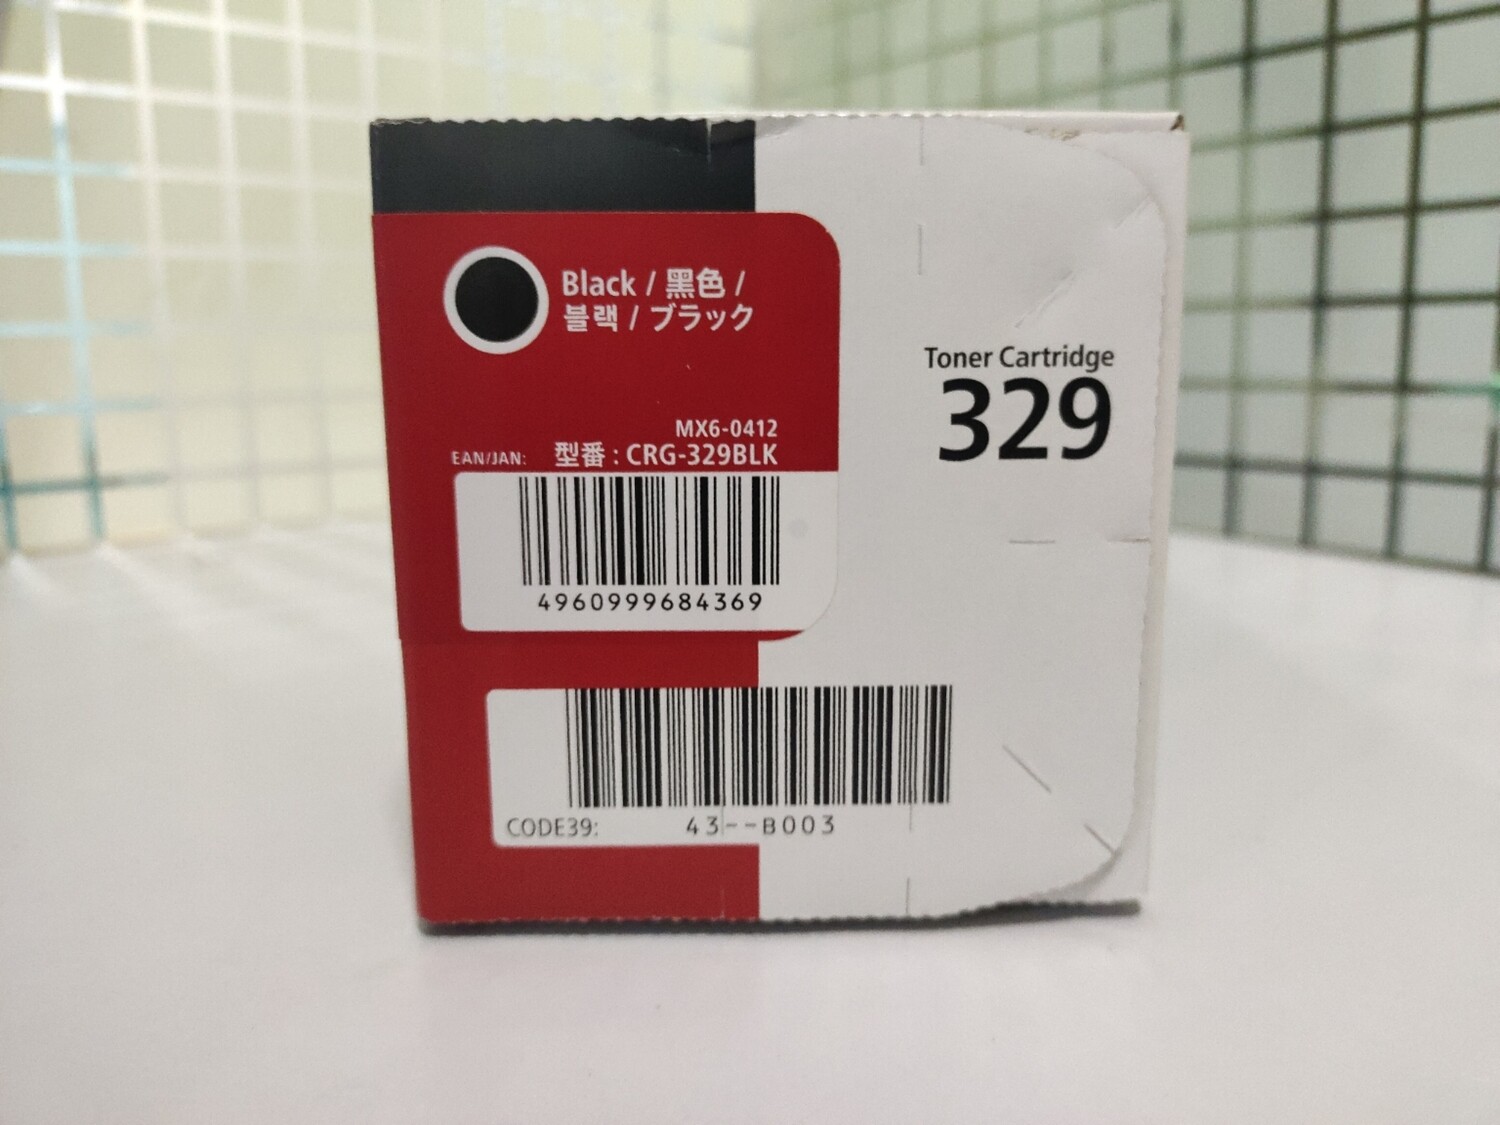 Black / 黑色 /
블랙 / ブラック
MX6-0412
EAN/JAN: 型番 : CRG-329BLK
4960999684369
Toner Cartridge
329
CODE39: 43--B003